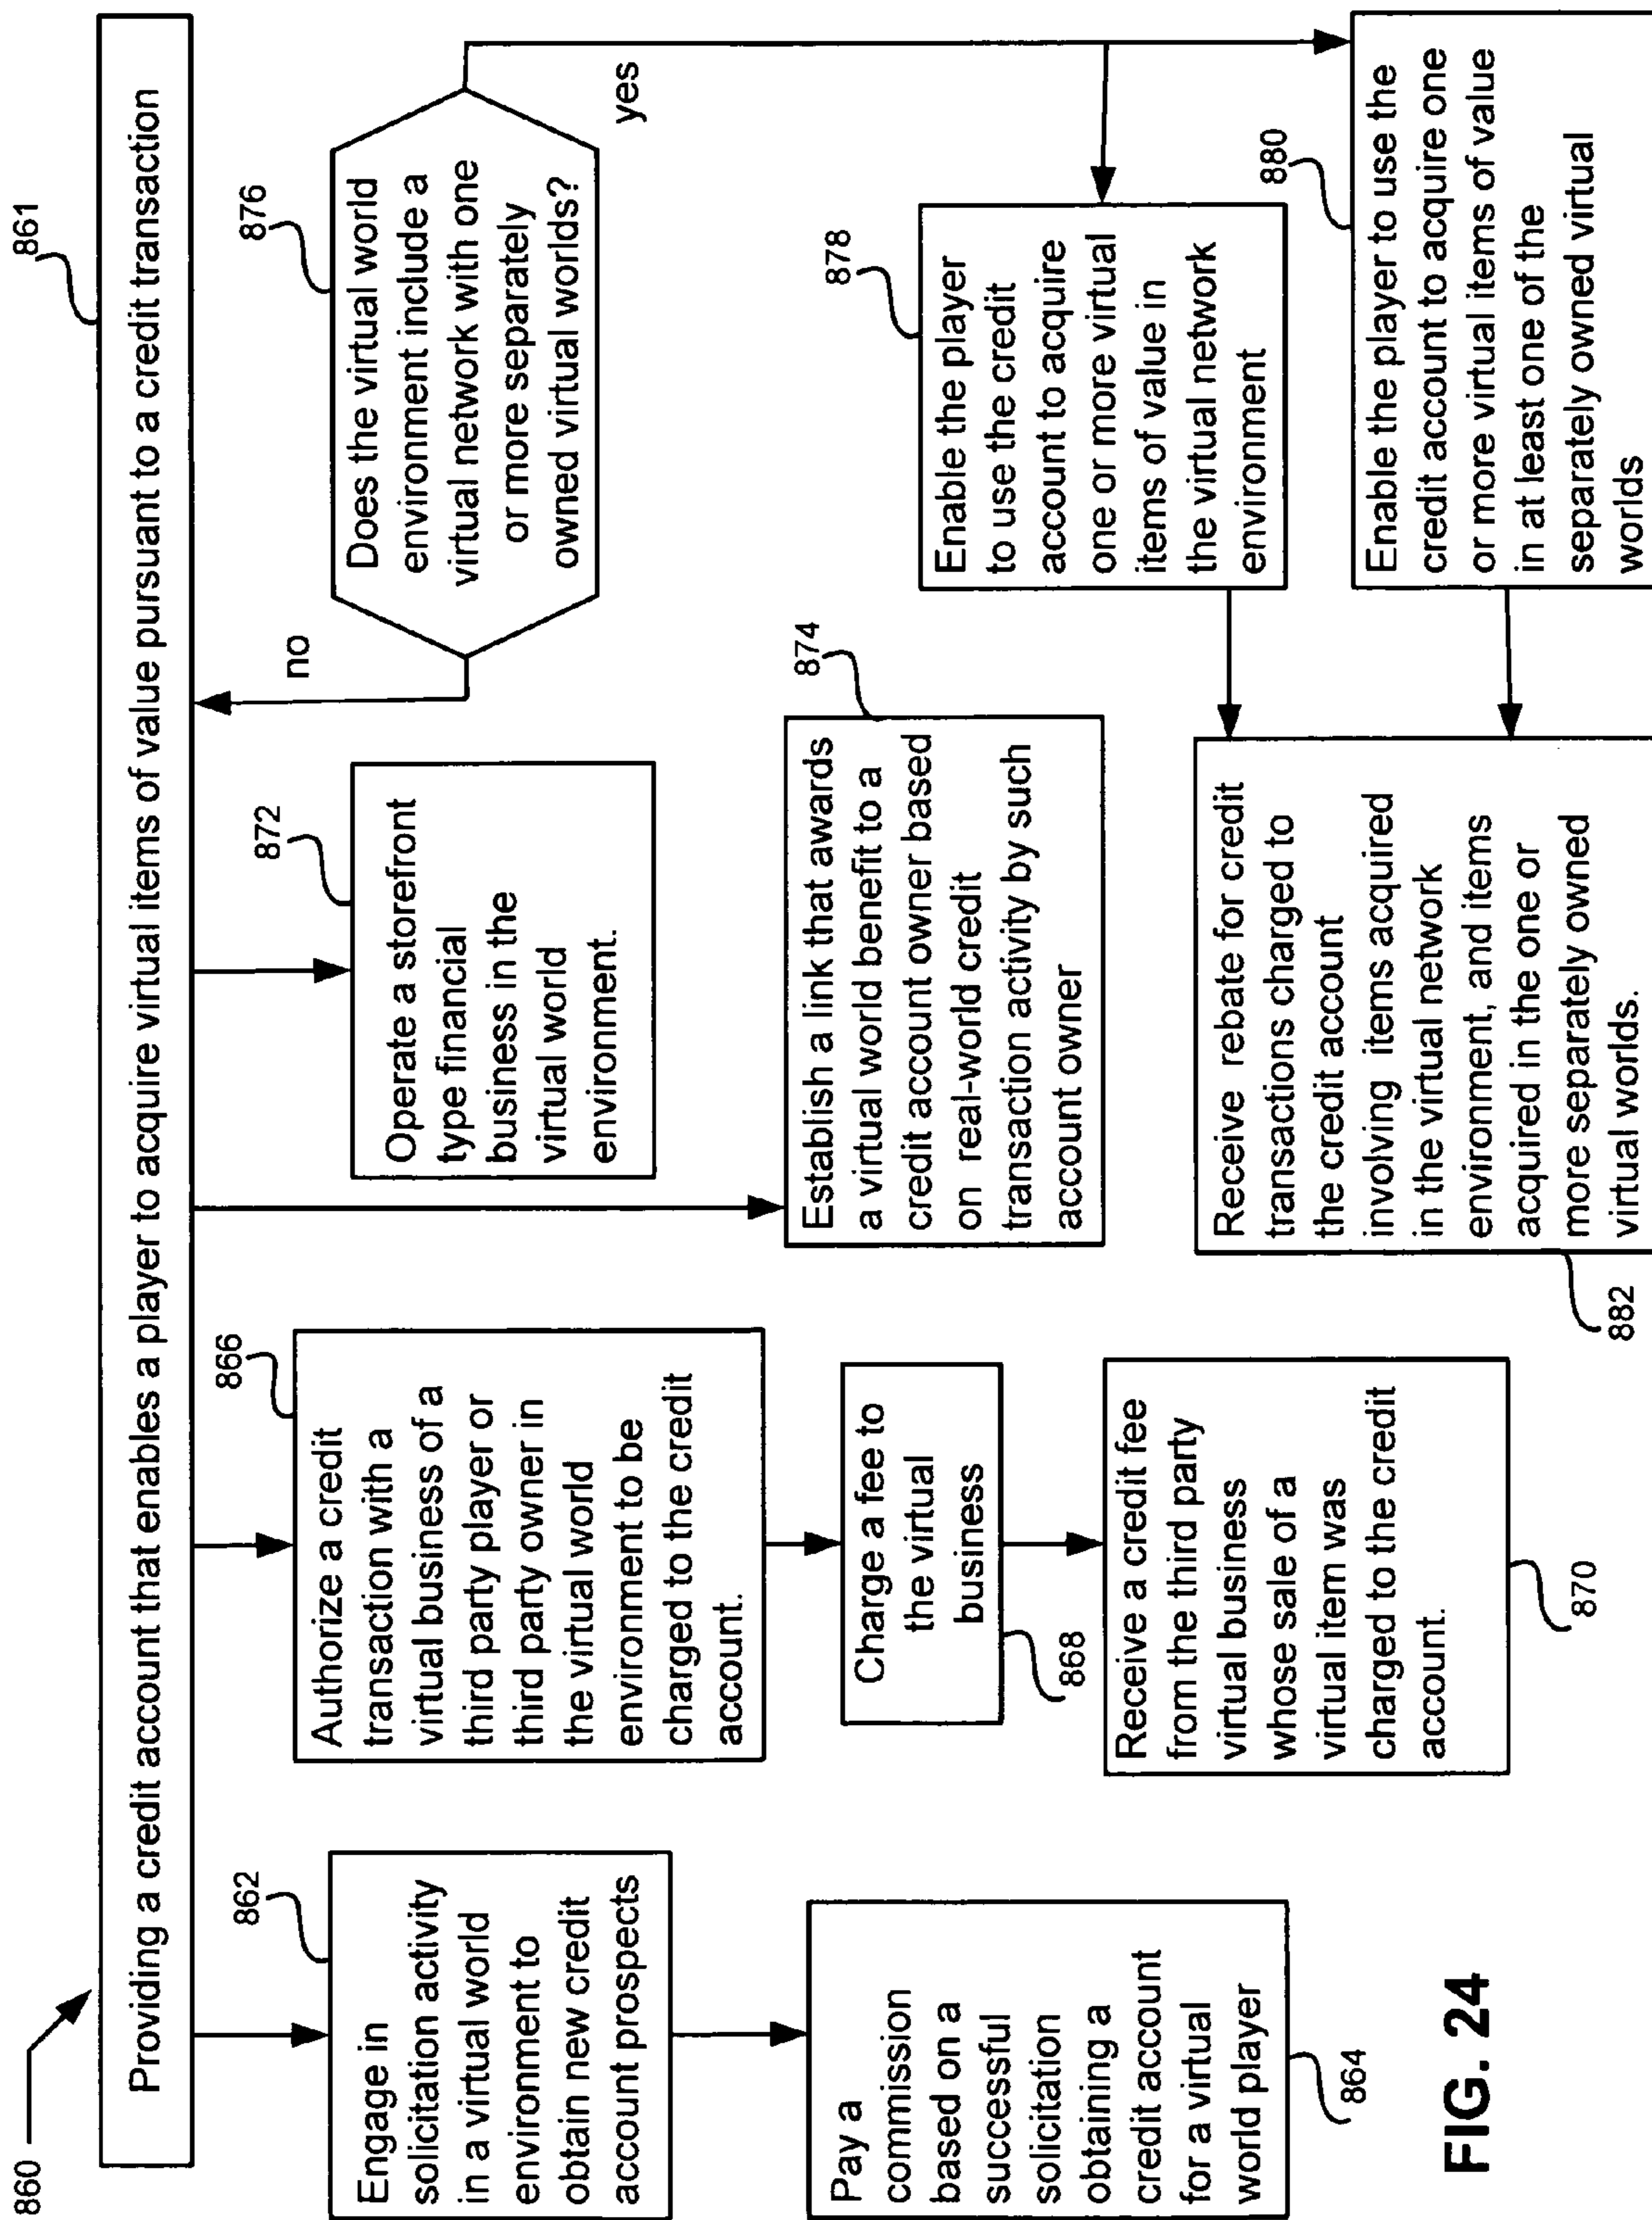 860
861
Providing a credit account that enables a player to acquire virtual items of value pursuant to a credit transaction
862
Engage in
solicitation activity
in a virtual world
environment to
obtain new credit
account prospects
Pay a
commission
based on a
successful
solicitation
obtaining a
credit account
for a virtual
world player
864
866
Authorize a credit
transaction with a
virtual business of a
third party player or
third party owner in
the virtual world
environment to be
charged to the credit
account.
Charge a fee to
the virtual
business
868
Receive a credit fee
from the third party
virtual business
whose sale of a
virtual item was
charged to the credit
account.
870
872
Operate a storefront
type financial
business in the
virtual world
environment.
874
Establish a link that awards
a virtual world benefit to a
credit account owner based
on real-world credit
transaction activity by such
account owner
no
876
Does the virtual world
environment include a
virtual network with one
or more separately
owned virtual worlds?
yes
878
Enable the player
to use the credit
account to acquire
one or more virtual
items of value in
the virtual network
environment
880
Enable the player to use the
credit account to acquire one
or more virtual items of value
in at least one of the
separately owned virtual
worlds
Receive rebate for credit
transactions charged to
the credit account
involving items acquired
in the virtual network
environment, and items
acquired in the one or
more separately owned
virtual worlds.
882
FIG. 24